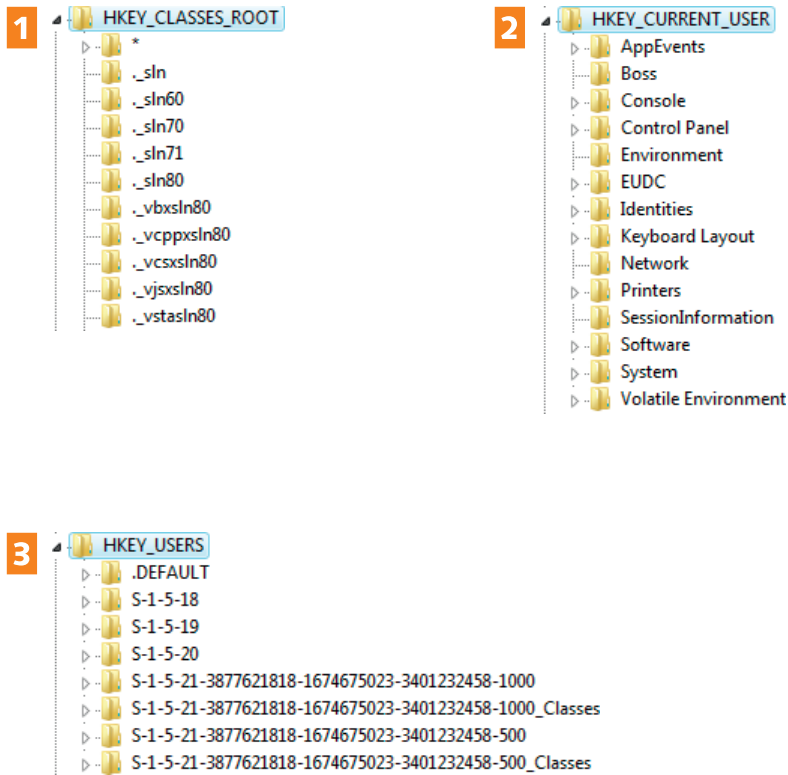 1
HKEY_CLASSES_ROOT
*
._sln
._sln60
._sln70
._sln71
._sln80
._vbxsln80
._vcppxsln80
._vcsxsln80
._vjsxsln80
._vstasln80
2
HKEY_CURRENT_USER
AppEvents
Boss
Console
Control Panel
Environment
EUDC
Identities
Keyboard Layout
Network
Printers
SessionInformation
Software
System
Volatile Environment
3
HKEY_USERS
.DEFAULT
S-1-5-18
S-1-5-19
S-1-5-20
S-1-5-21-3877621818-1674675023-3401232458-1000
S-1-5-21-3877621818-1674675023-3401232458-1000_Classes
S-1-5-21-3877621818-1674675023-3401232458-500
S-1-5-21-3877621818-1674675023-3401232458-500_Classes